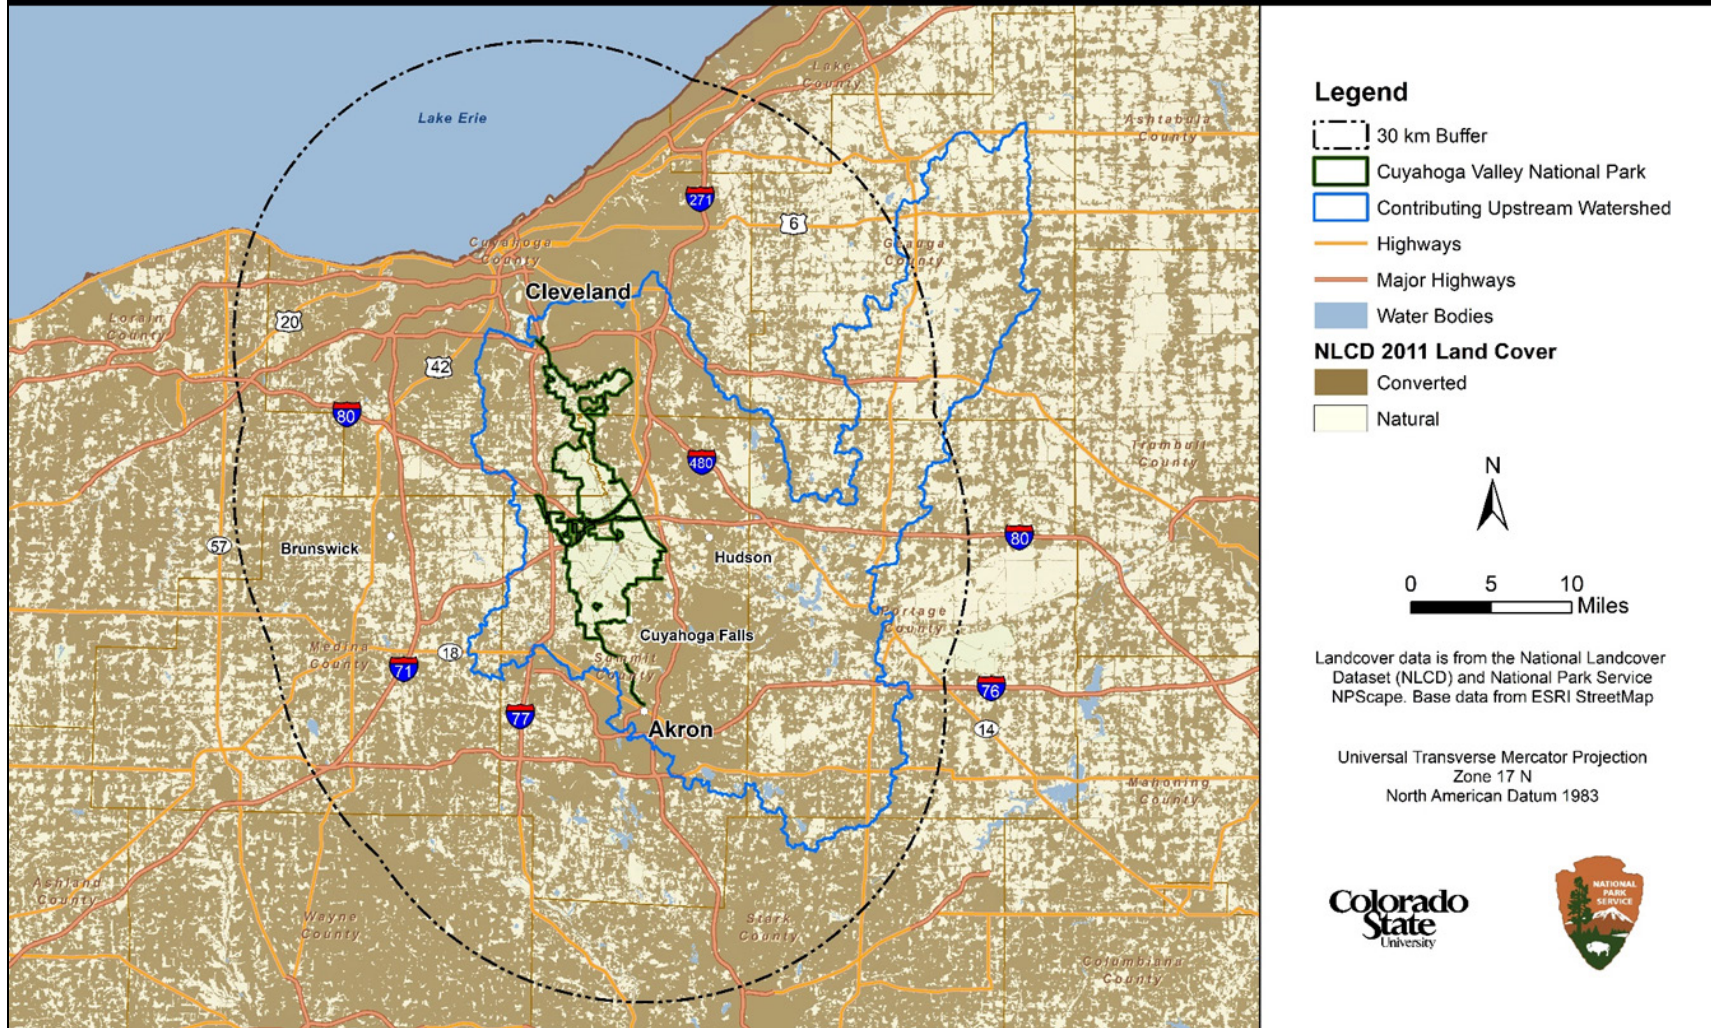 Lake Erie
Lake
County
Ashtabula
County
271
6
Cuyahoga
County
Geauga
County
Cleveland
Lorain
County
20
42
80
480
Trumbull
County
57
Brunswick
Hudson
80
Portage
County
Cuyahoga Falls
Medina
County
18
71
Summit
County
76
77
Akron
14
Mahoning
County
Ashland
County
Wayne
County
Stark
County
Columbiana
County
Legend
30 km Buffer
Cuyahoga Valley National Park
Contributing Upstream Watershed
Highways
Major Highways
Water Bodies
NLCD 2011 Land Cover
Converted
Natural
N
0 5 10
Miles
Landcover data is from the National Landcover
Dataset (NLCD) and National Park Service
NPScape. Base data from ESRI StreetMap
Universal Transverse Mercator Projection
Zone 17 N
North American Datum 1983
Colorado
State
University
NATIONAL
PARK
SERVICE